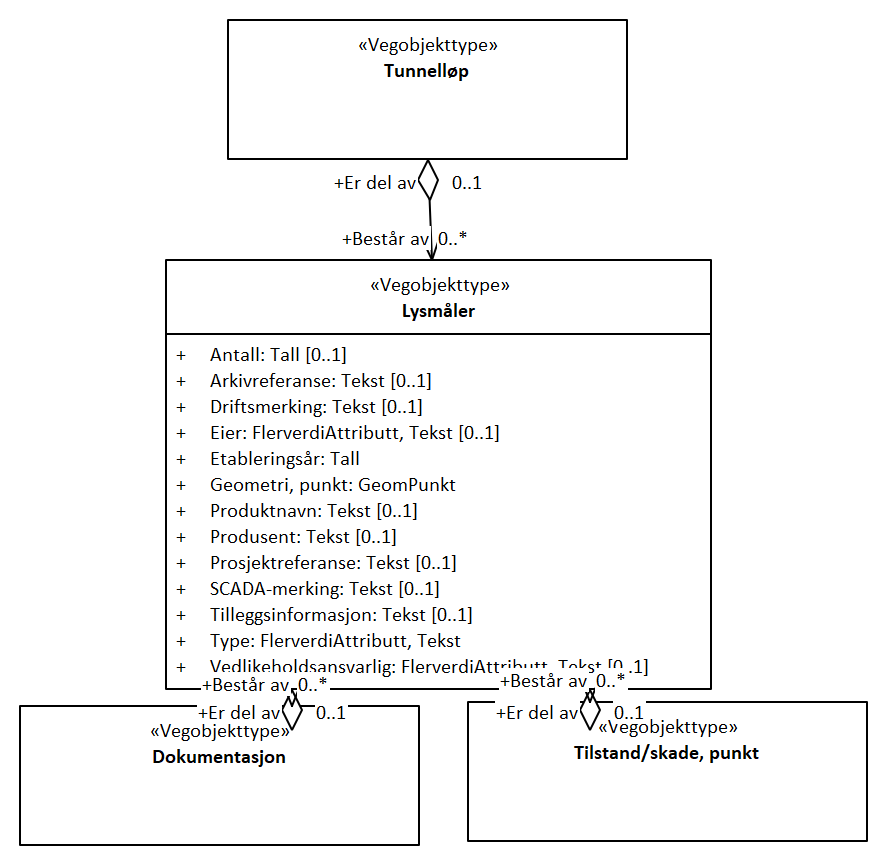 «Vegobjekttype»
Tunnelløp
+Er del av 0..1
+Består av 0..*
«Vegobjekttype»
Lysmåler
+ Antall: Tall [0..1]
+ Arkivreferanse: Tekst [0..1]
+ Driftsmerking: Tekst [0..1]
+ Eier: FlerverdiAttributt, Tekst [0..1]
+ Etableringsår: Tall
+ Geometri, punkt: GeomPunkt
+ Produktnavn: Tekst [0..1]
+ Produsent: Tekst [0..1]
+ Prosjektreferanse: Tekst [0..1]
+ SCADA-merking: Tekst [0..1]
+ Tilleggsinformasjon: Tekst [0..1]
+ Type: FlerverdiAttributt, Tekst
+ Vedlikeholdsansvarlig: FlerverdiAttributt, Tekst [0..1]
+Består av 0..*
+Er del av 0..1
«Vegobjekttype»
Dokumentasjon
+Består av 0..*
+Er del av 0..1
«Vegobjekttype»
Tilstand/skade, punkt